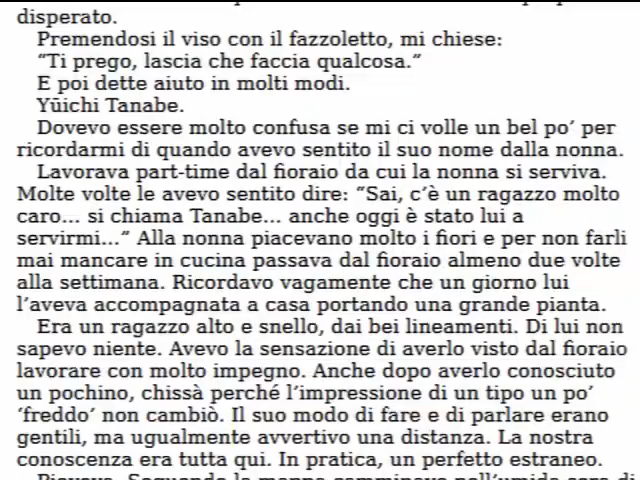 disperato.
Premendosi il viso con il fazzoletto, mi chiese:
“Ti prego, lascia che faccia qualcosa.”
E poi dette aiuto in molti modi.
Yūichi Tanabe.
Dovevo essere molto confusa se mi ci volle un bel po’ per
ricordarmi di quando avevo sentito il suo nome dalla nonna.
Lavorava part-time dal fioraio da cui la nonna si serviva.
Molte volte le avevo sentito dire: “Sai, c’è un ragazzo molto
caro... si chiama Tanabe... anche oggi è stato lui a
servirmi...” Alla nonna piacevano molto i fiori e per non farli
mai mancare in cucina passava dal fioraio almeno due volte
alla settimana. Ricordavo vagamente che un giorno lui
l’aveva accompagnata a casa portando una grande pianta.
Era un ragazzo alto e snello, dai bei lineamenti. Di lui non
sapevo niente. Avevo la sensazione di averlo visto dal fioraio
lavorare con molto impegno. Anche dopo averlo conosciuto
un pochino, chissà perché l’impressione di un tipo un po’
‘freddo’ non cambiò. Il suo modo di fare e di parlare erano
gentili, ma ugualmente avvertivo una distanza. La nostra
conoscenza era tutta qui. In pratica, un perfetto estraneo.